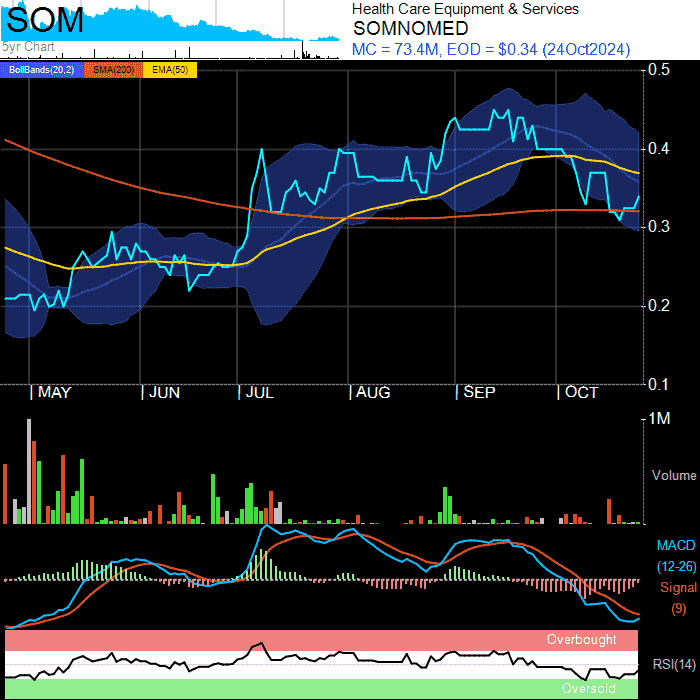 SOM
5yr Chart
Health Care Equipment & Services
SOMNOMED
MC = 73.4M, EOD = $0.34 (24Oct2024)
BollBands(20,2) SMA(200) EMA(50)
0.5
0.4
0.3
0.2
0.1
MAY JUN JUL AUG SEP OCT
1M
Volume
MACD
(12-26)
Signal
(9)
Overbought
RSI(14)
Oversold